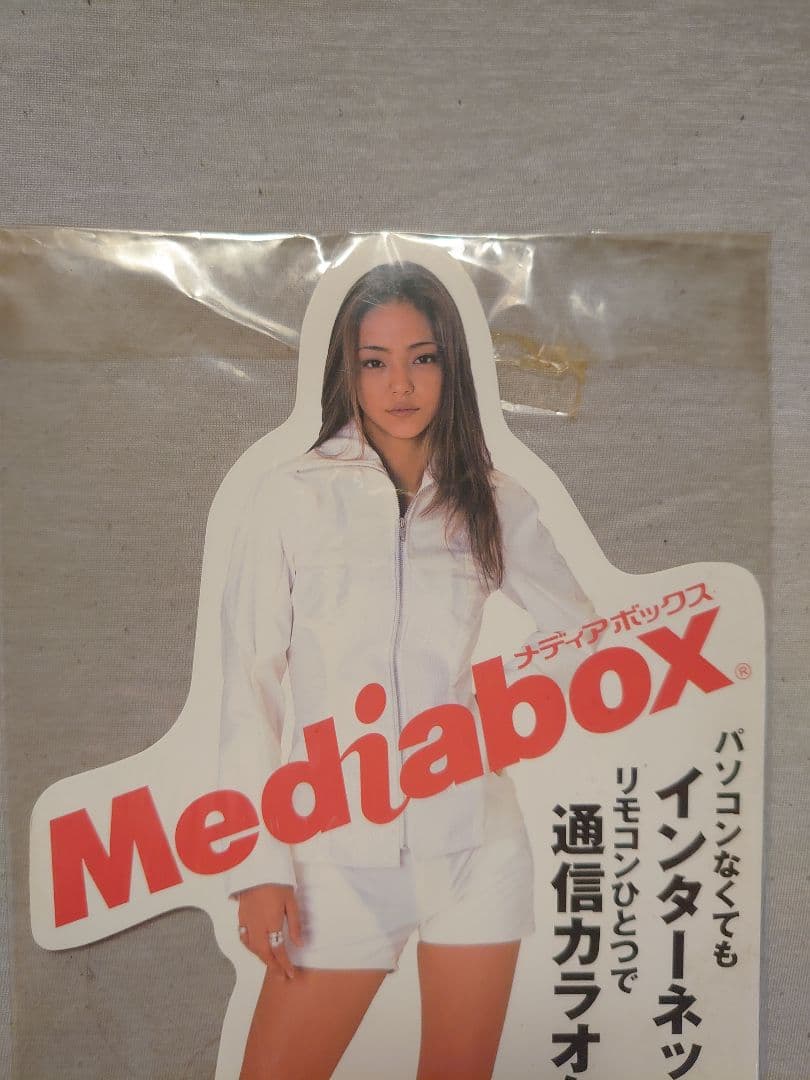 メディアボックス
Mediabox®
パソコンなくても
インターネッ
リモコンひとつで
通信カラオ